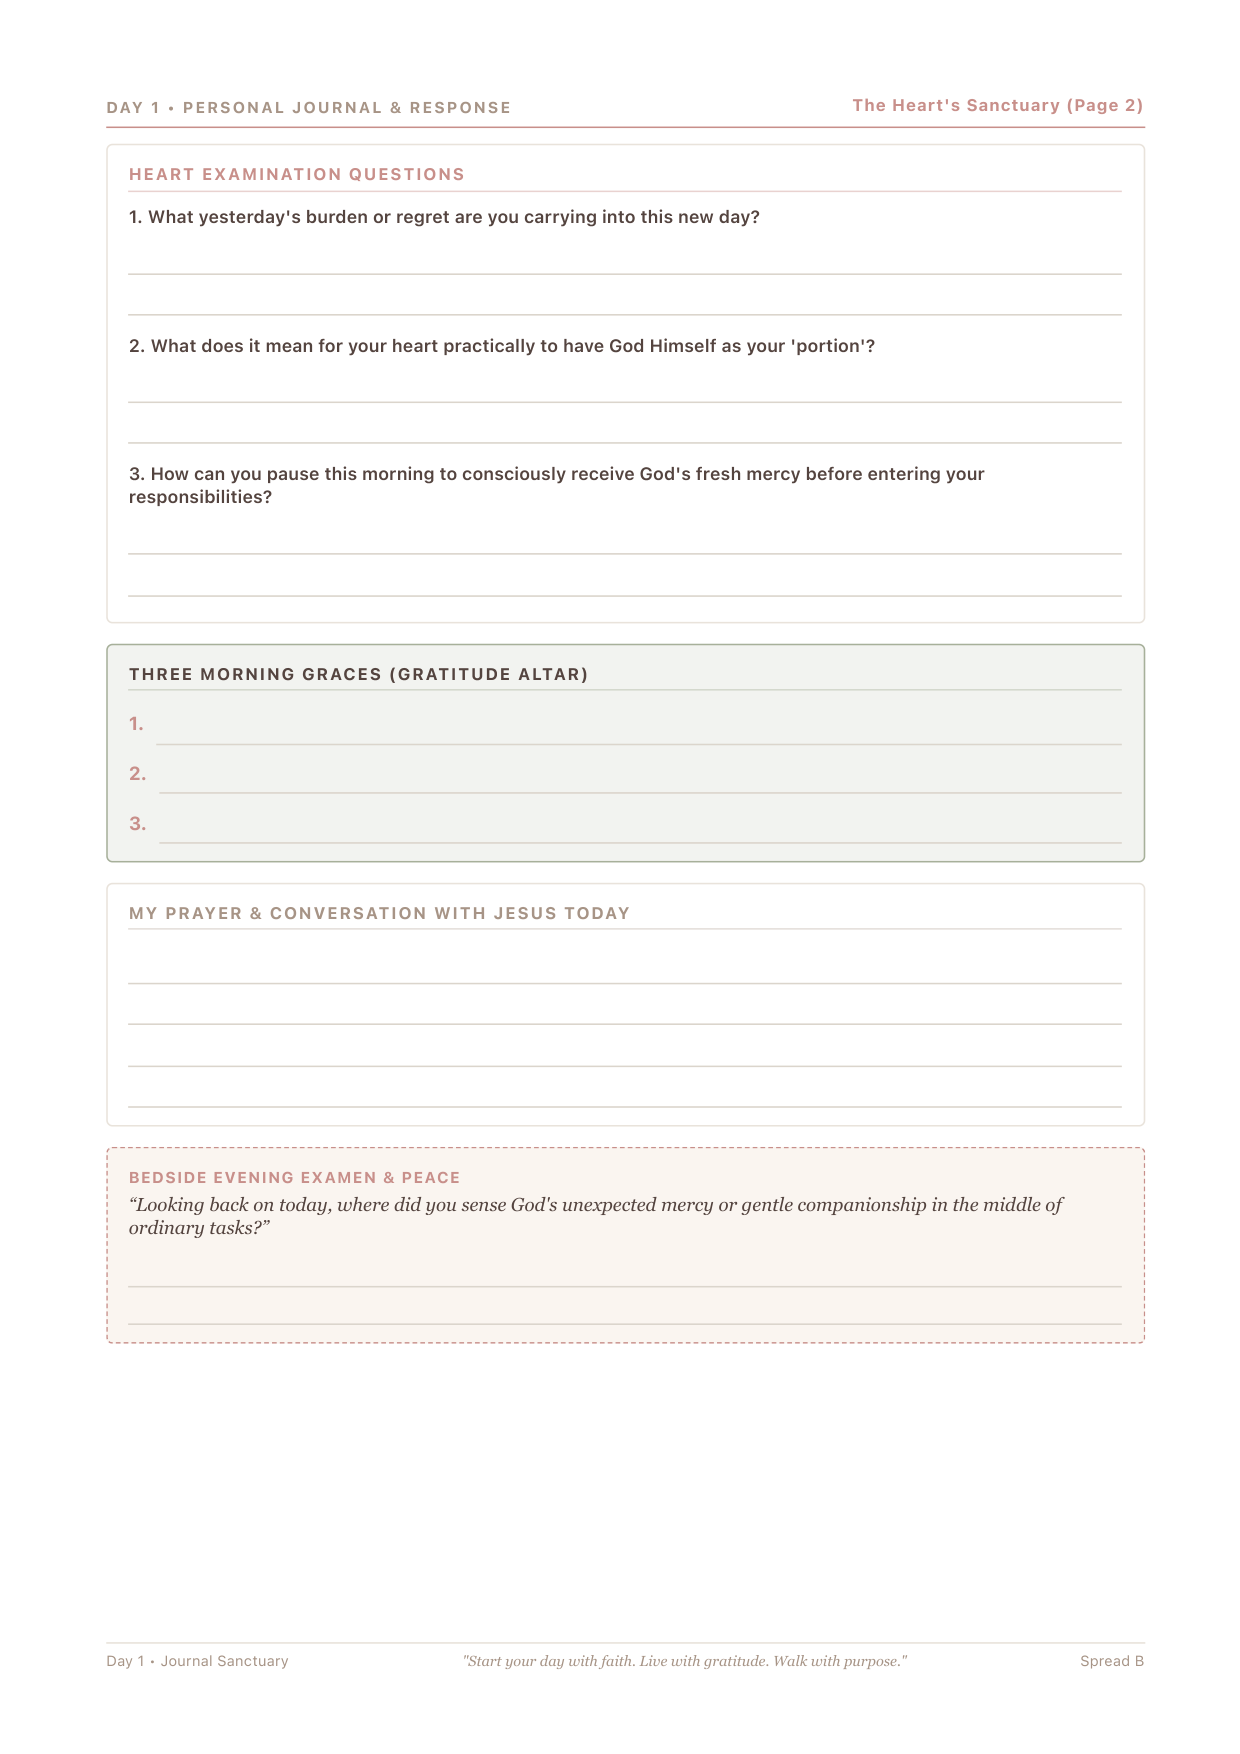 DAY 1 • PERSONAL JOURNAL & RESPONSE
The Heart's Sanctuary (Page 2)
HEART EXAMINATION QUESTIONS
1. What yesterday's burden or regret are you carrying into this new day?
2. What does it mean for your heart practically to have God Himself as your 'portion'?
3. How can you pause this morning to consciously receive God's fresh mercy before entering your
responsibilities?
THREE MORNING GRACES (GRATITUDE ALTAR)
1.
2.
3.
MY PRAYER & CONVERSATION WITH JESUS TODAY
BEDSIDE EVENING EXAMEN & PEACE
“Looking back on today, where did you sense God's unexpected mercy or gentle companionship in the middle of
ordinary tasks?”
Day 1 • Journal Sanctuary
"Start your day with faith. Live with gratitude. Walk with purpose."
Spread B